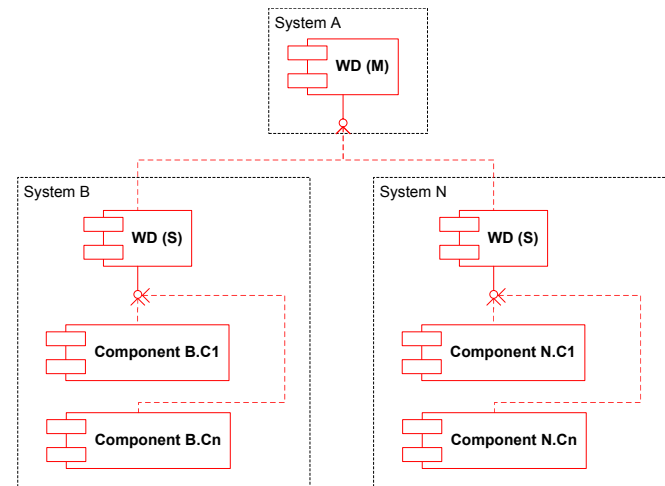 System A
WD (M)
System B
WD (S)
Component B.C1
Component B.Cn
System N
WD (S)
Component N.C1
Component N.Cn